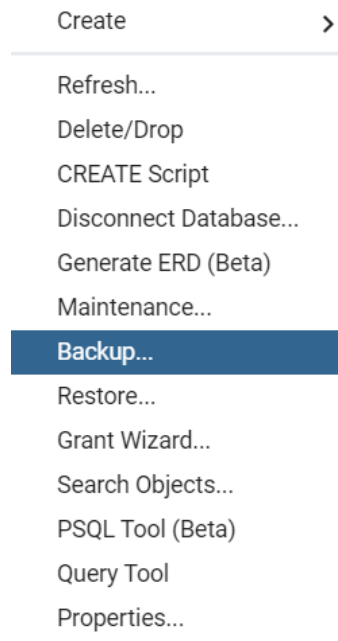 Create
Refresh...
Delete/Drop
CREATE Script
Disconnect Database...
Generate ERD (Beta)
Maintenance...
Backup...
Restore...
Grant Wizard...
Search Objects...
PSQL Tool (Beta)
Query Tool
Properties...